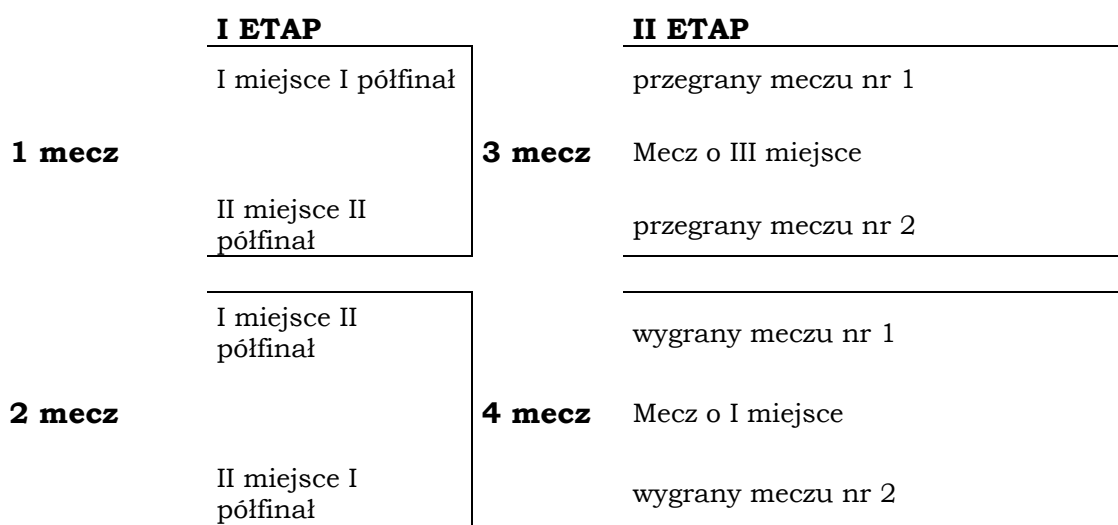 I ETAP
II ETAP
I miejsce I półfinał
przegrany meczu nr 1
1 mecz
3 mecz
Mecz o III miejsce
II miejsce II
półfinał
przegrany meczu nr 2
I miejsce II
półfinał
wygrany meczu nr 1
2 mecz
4 mecz
Mecz o I miejsce
II miejsce I
półfinał
wygrany meczu nr 2